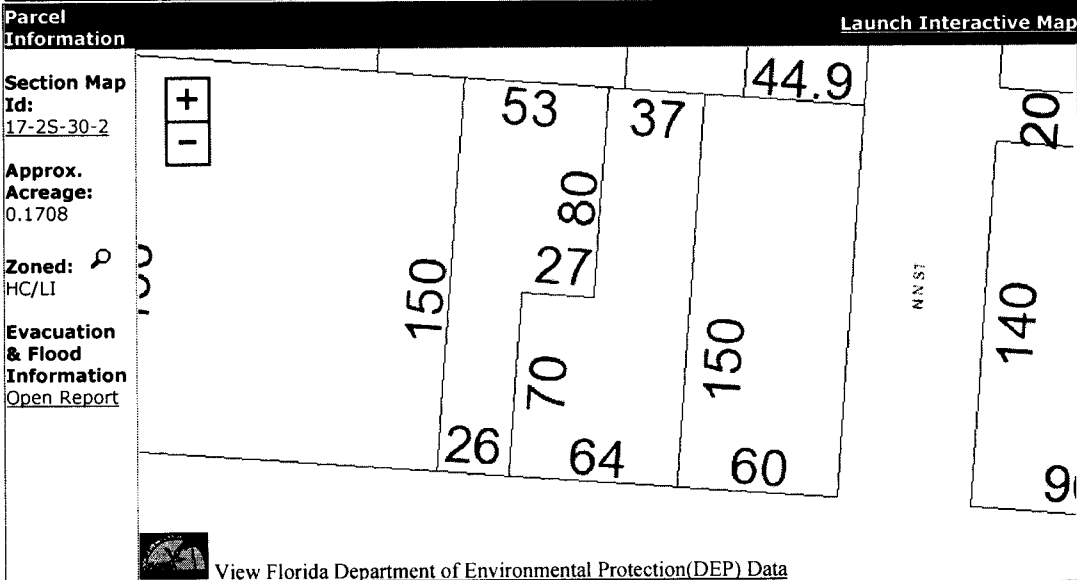 Parcel
Information
Launch Interactive Map
Section Map
Id:
17-2S-30-2
Approx.
Acreage:
0.1708
Zoned:
HC/LI
Evacuation
& Flood
Information
Open Report
+
-
53
37
44.9
20
80
27
150
70
150
140
N N ST
26
64
60
View Florida Department of Environmental Protection(DEP) Data